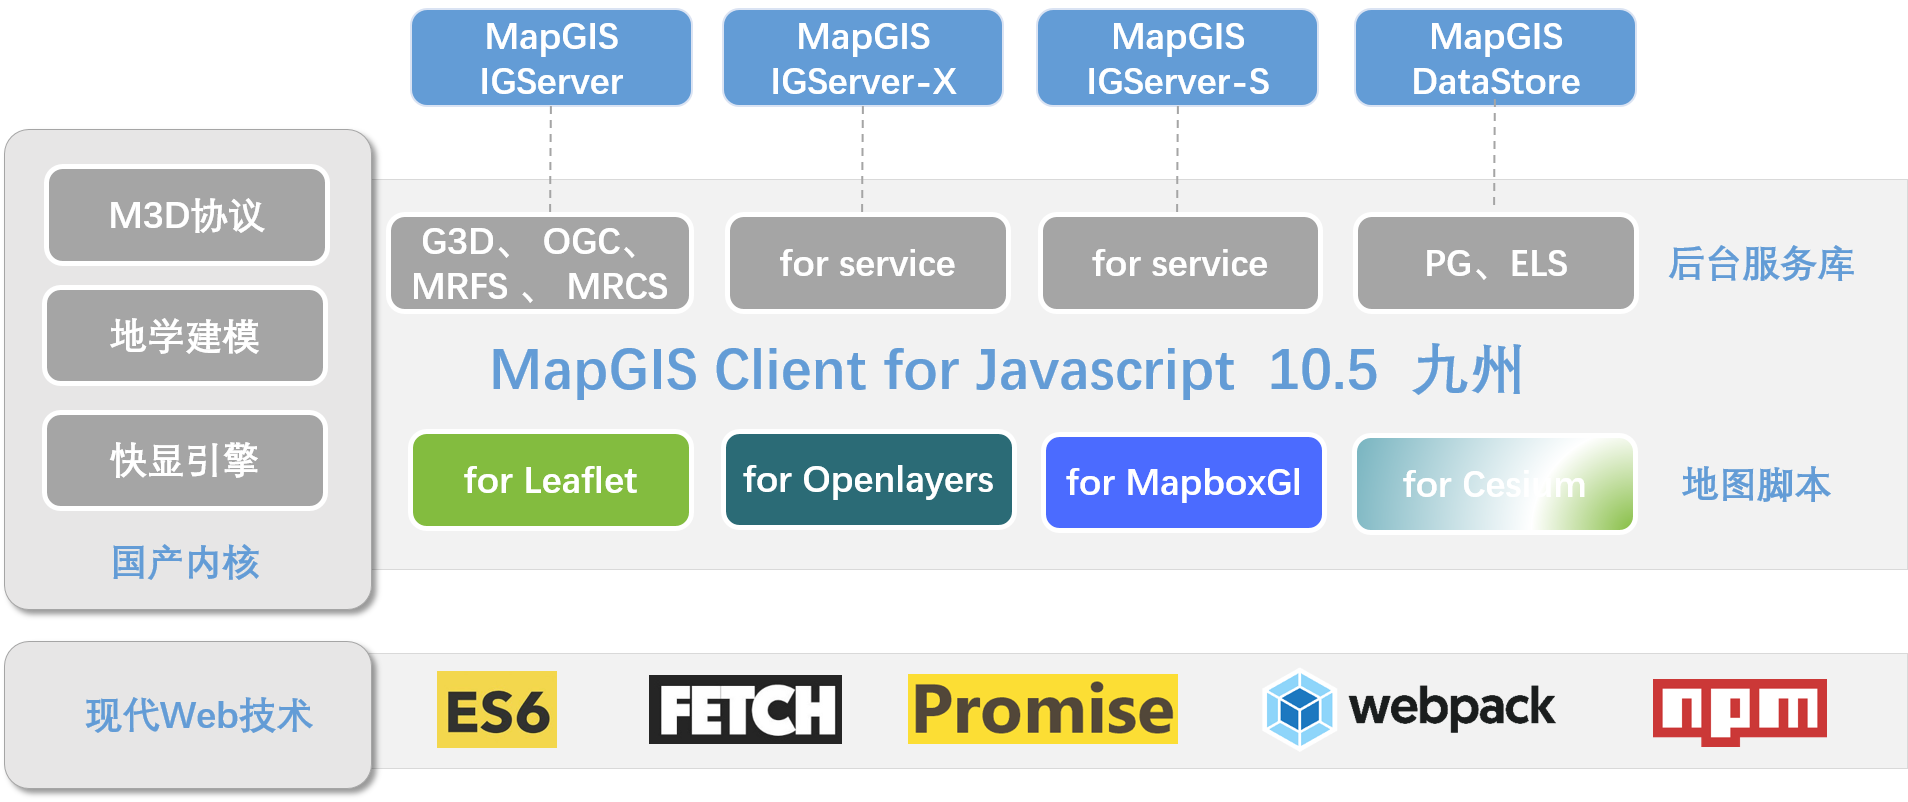 MapGIS
IGServer
MapGIS
IGServer-X
MapGIS
IGServer-S
MapGIS
DataStore
M3D协议
地学建模
快显引擎
国产内核
G3D、 OGC、
MRFS 、 MRCS
for service
for service
PG、ELS
后台服务库
MapGIS Client for Javascript 10.5 九州
for Leaflet
for Openlayers
for MapboxGl
for Cesium
地图脚本
现代Web技术
ES6
FETCH
Promise
webpack
npm